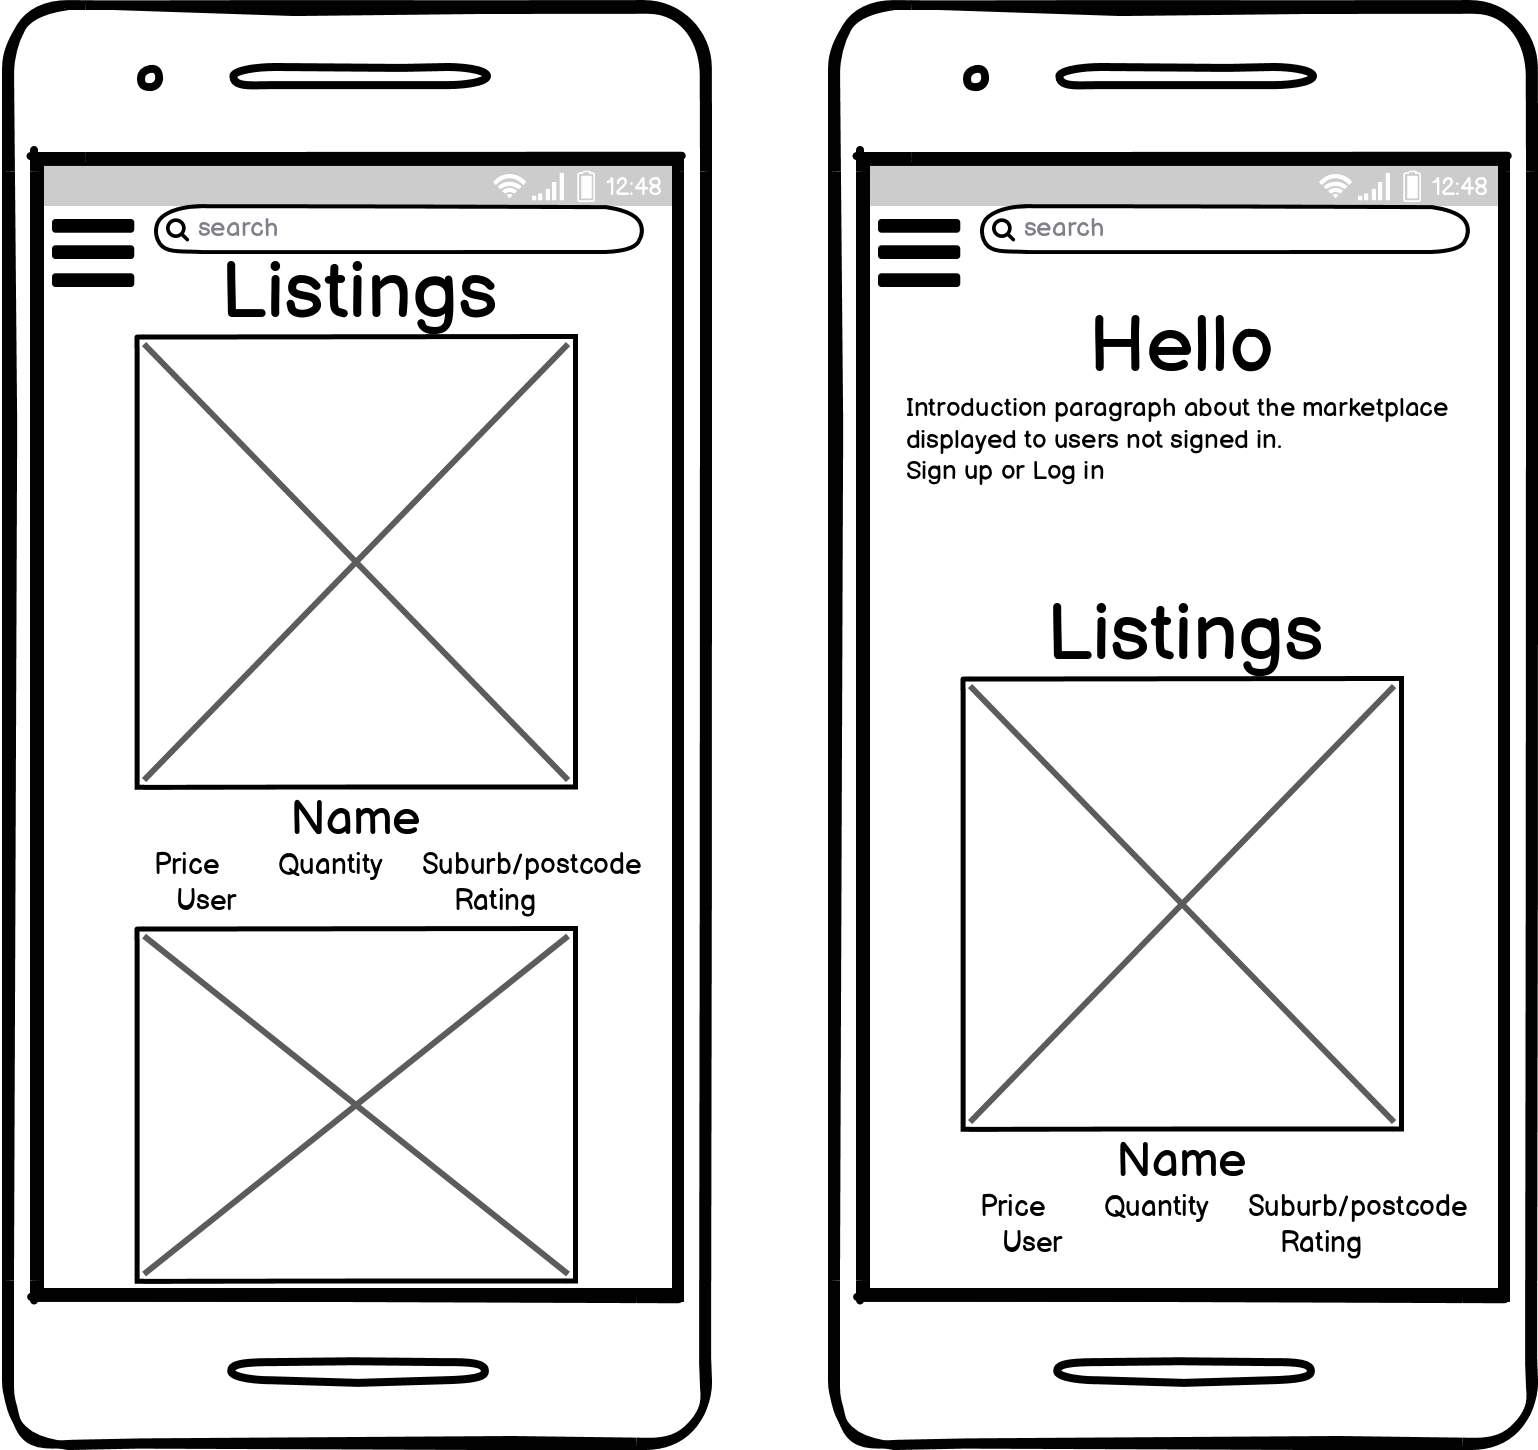 12:48
search
Listings
Name
Price Quantity Suburb/postcode
User Rating
12:48
search
Hello
Introduction paragraph about the marketplace
displayed to users not signed in.
Sign up or Log in
Listings
Name
Price Quantity Suburb/postcode
User Rating